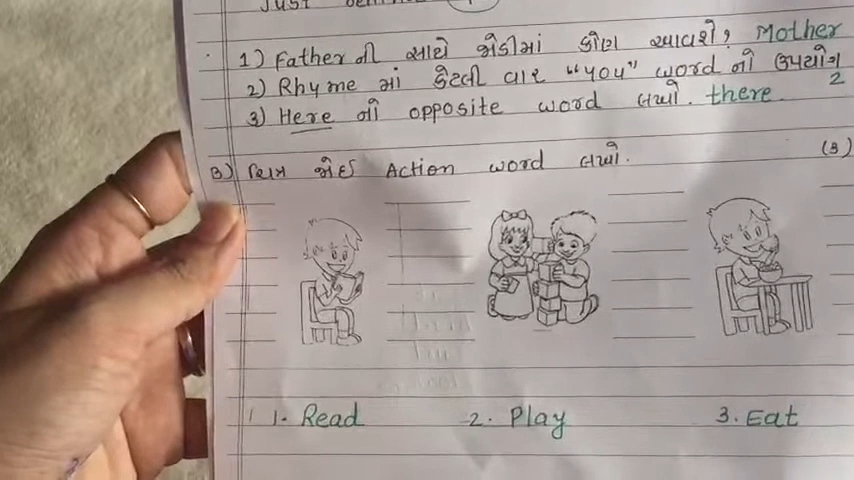 Just
1) Father ની સાથે જોડીમાં કોણ આવશે? Mother
2) Rhyme માં કેટલી વાર "you" word નો ઉપયોગ
2
3) Here નો opposite word લખો. there
B) ચિત્ર જોઈ Action word લખો. (3)
1. Read 2. Play 3. Eat